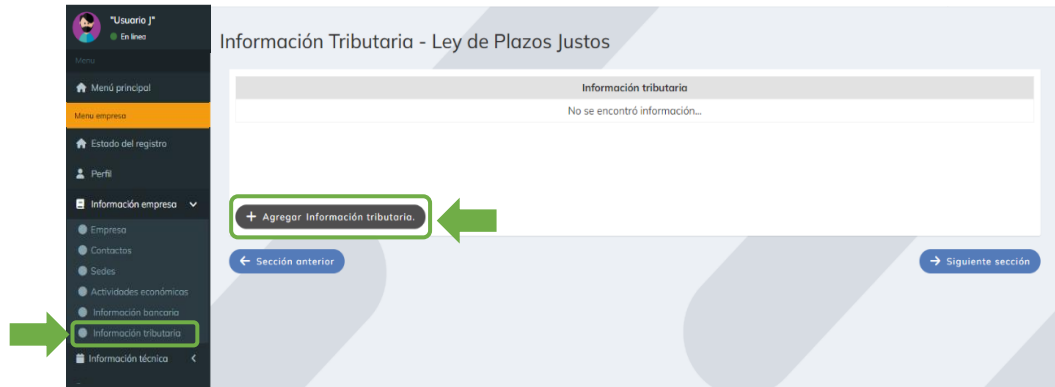 "Usuario J"
En linea
Menu
Menú principal
Menu empresa
Estado del registro
Perfil
Información empresa
Empresa
Contactos
Sedes
Actividades económicas
Información bancaria
Información tributaria
Información técnica
Información Tributaria - Ley de Plazos Justos
Información tributaria
No se encontró información...
+ Agregar Información tributaria.
← Sección anterior
→ Siguiente sección